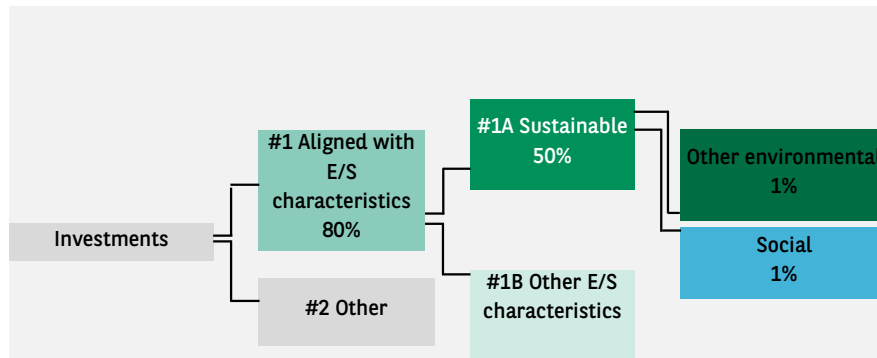 Investments
#1 Aligned with
E/S
characteristics
80%
#2 Other
#1A Sustainable
50%
#1B Other E/S
characteristics
Other environmental
1%
Social
1%